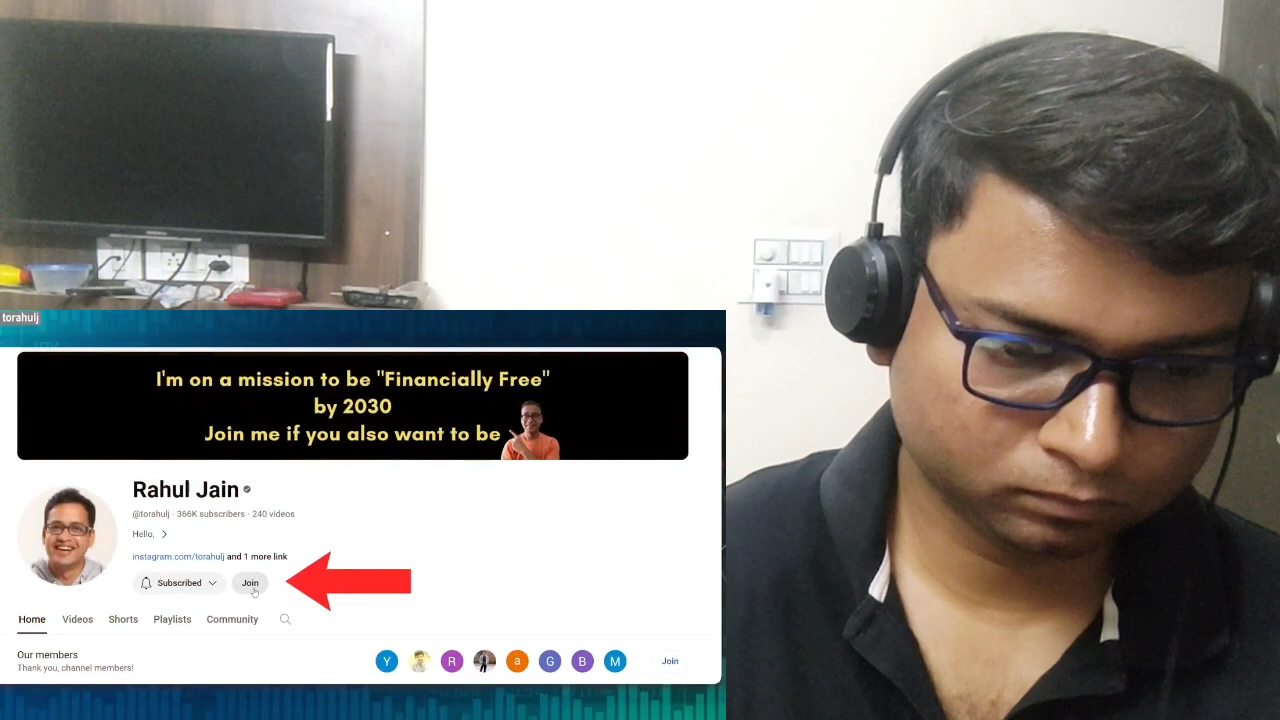 torahulj
I'm on a mission to be "Financially Free"
by 2030
Join me if you also want to be
Rahul Jain
@torahulj · 366K subscribers · 240 videos
Hello,
instagram.com/torahulj and 1 more link
Subscribed Join
Home Videos Shorts Playlists Community
Our members
Thank you, channel members!
Y R a G B M
Join